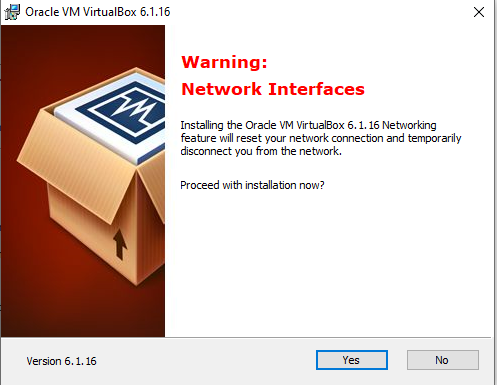 Oracle VM VirtualBox 6.1.16
Warning:
Network Interfaces
Installing the Oracle VM VirtualBox 6.1.16 Networking
feature will reset your network connection and temporarily
disconnect you from the network.
Proceed with installation now?
Version 6.1.16
Yes
No